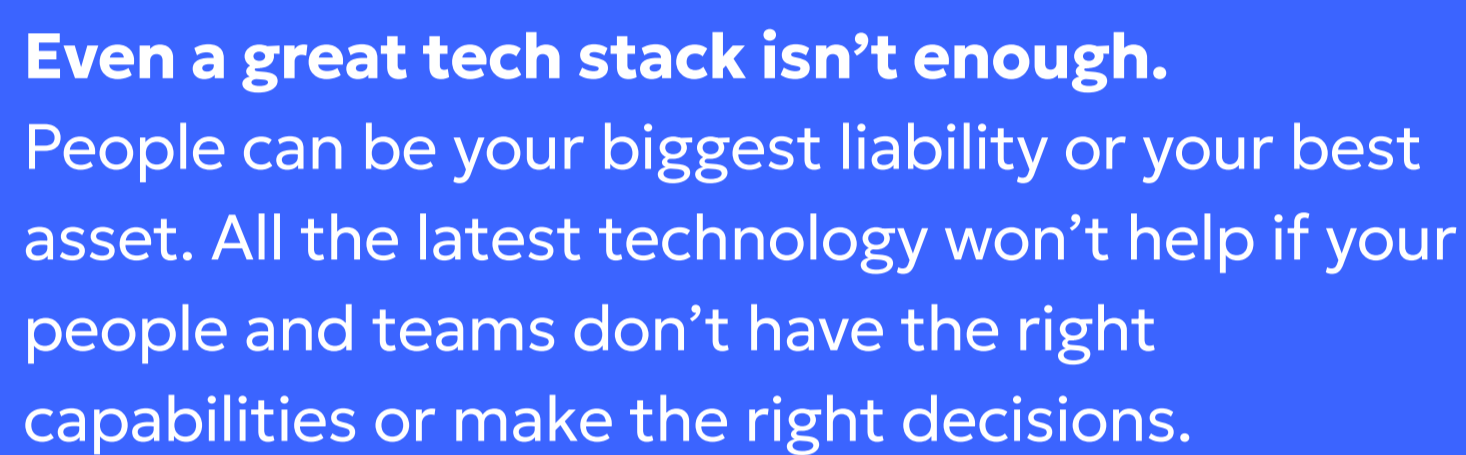 Even a great tech stack isn’t enough.
People can be your biggest liability or your best
asset. All the latest technology won’t help if your
people and teams don’t have the right
capabilities or make the right decisions.